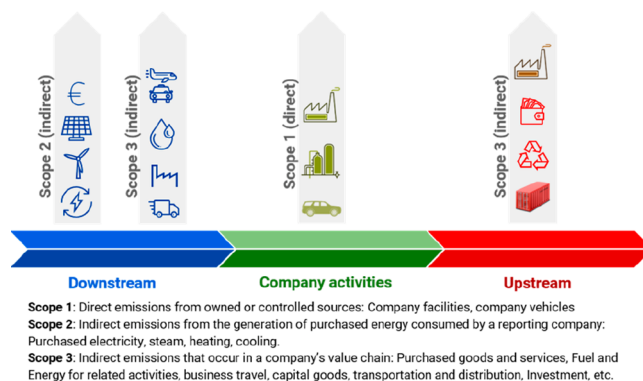 Scope 2 (indirect)
Scope 3 (indirect)
Scope 1 (direct)
Scope 3 (indirect)
Downstream
Company activities
Upstream
Scope 1: Direct emissions from owned or controlled sources: Company facilities, company vehicles
Scope 2: Indirect emissions from the generation of purchased energy consumed by a reporting company:
Purchased electricity, steam, heating, cooling.
Scope 3: Indirect emissions that occur in a company's value chain: Purchased goods and services, Fuel and
Energy for related activities, business travel, capital goods, transportation and distribution, Investment, etc.